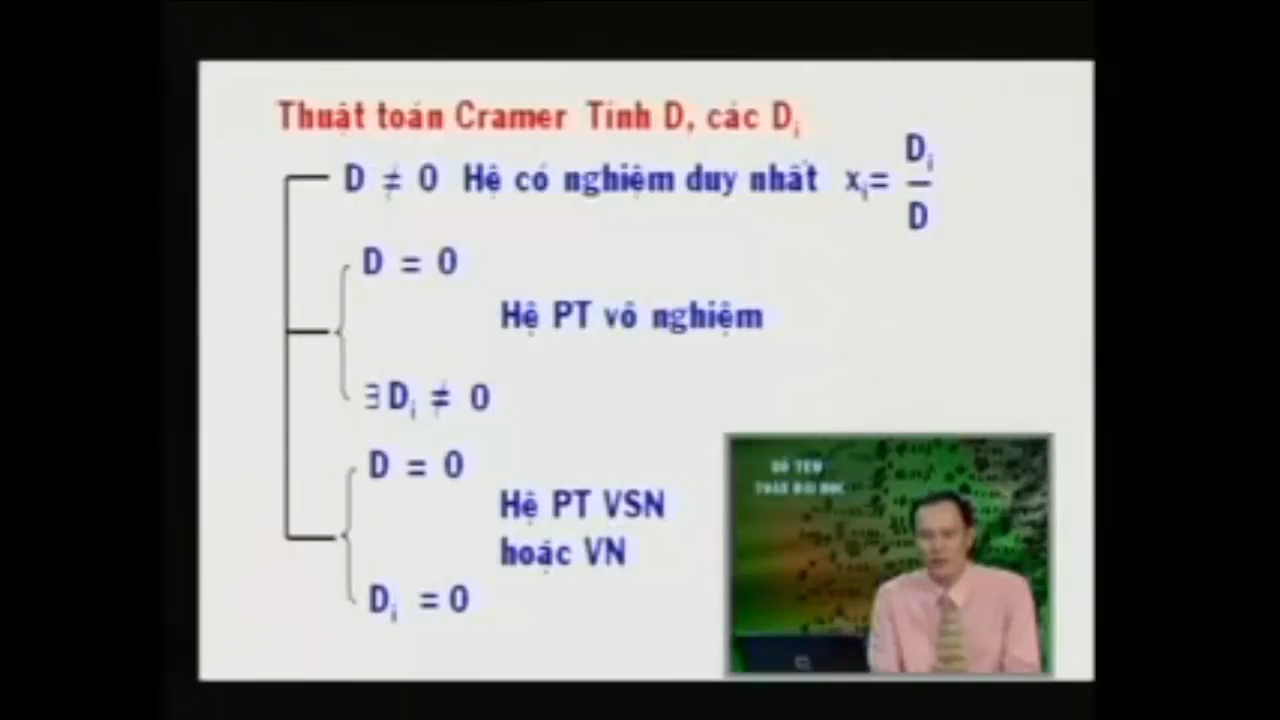 Thuật toán Cramer Tính D, các Dᵢ
D ≠ 0 Hệ có nghiệm duy nhất xᵢ= Dᵢ/D
D = 0
Hệ PT vô nghiệm
∃ Dᵢ ≠ 0
D = 0
Hệ PT VSN
hoặc VN
Dᵢ = 0